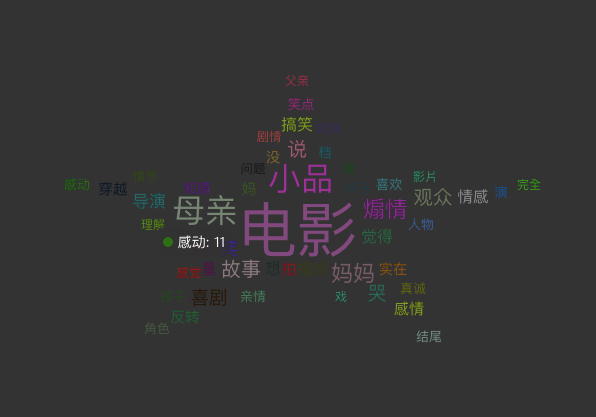 父亲
笑点
搞笑
剧情
说
没
档
问题
小品
影片
感动
穿越
妈
喜欢
完全
导演
母亲
煽情
观众
情感
演
理解
电影
人物
觉得
感动: 11
故事
想
妈妈
实在
喜剧
亲情
戏
哭
真诚
感情
反转
角色
结尾